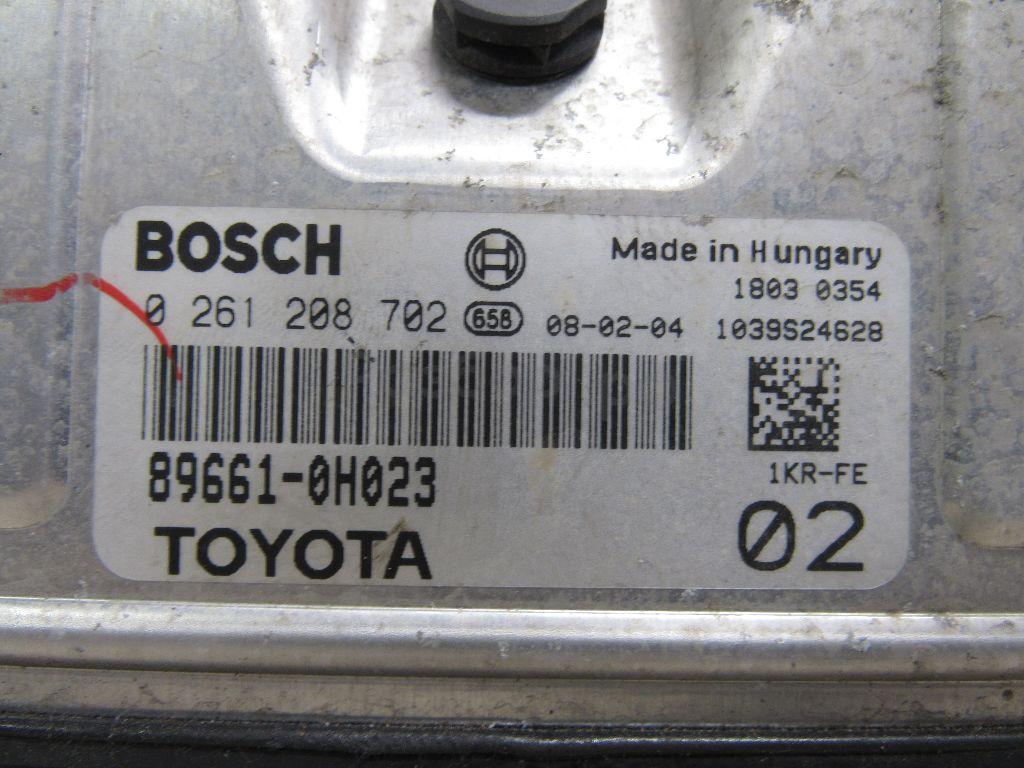 BOSCH
Made in Hungary
1803 0354
0 261 208 702 658 08-02-04 1039S24628
89661-0H023
1KR-FE
TOYOTA
02